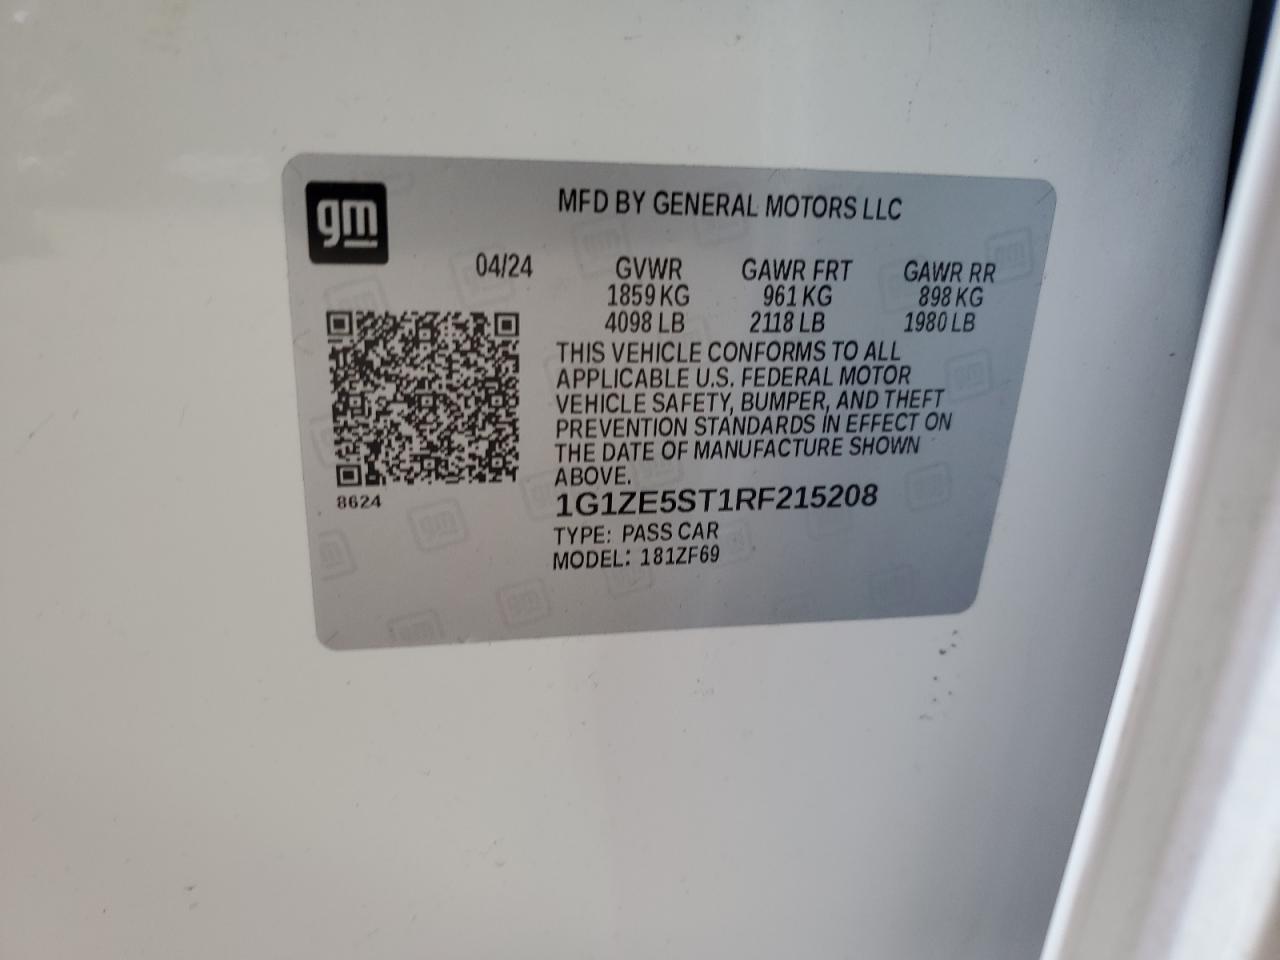 gm
MFD BY GENERAL MOTORS LLC
04/24 GVWR GAWR FRT GAWR RR
1859 KG 961 KG 898 KG
4098 LB 2118 LB 1980 LB
THIS VEHICLE CONFORMS TO ALL
APPLICABLE U.S. FEDERAL MOTOR
VEHICLE SAFETY, BUMPER, AND THEFT
PREVENTION STANDARDS IN EFFECT ON
THE DATE OF MANUFACTURE SHOWN
ABOVE.
8624
1G1ZE5ST1RF215208
TYPE: PASS CAR
MODEL: 181ZF69